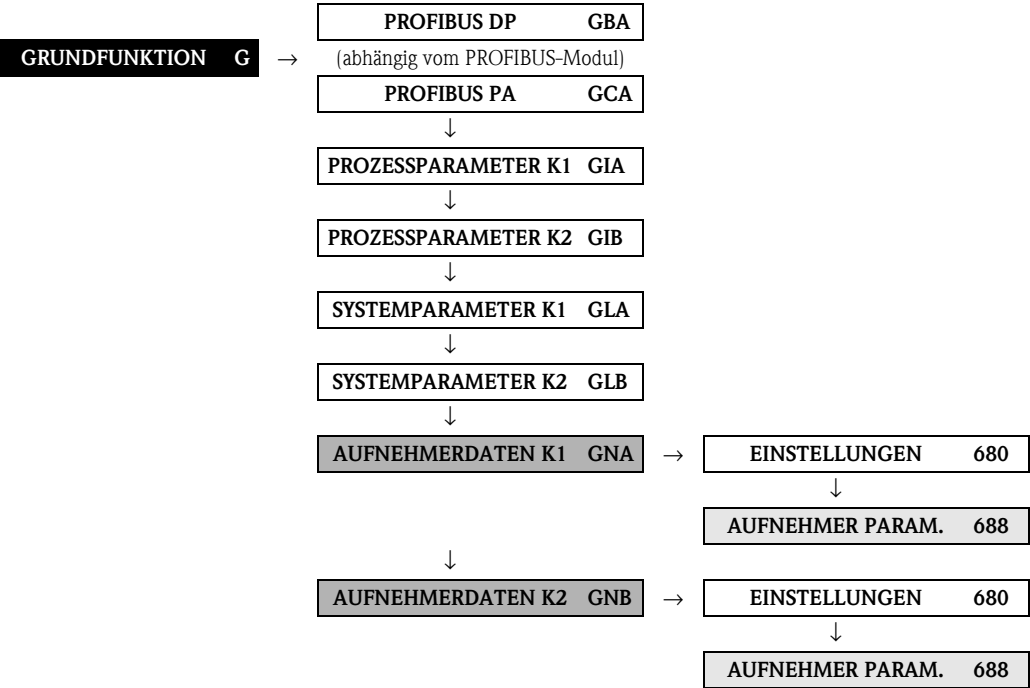 PROFIBUS DP GBA
GRUNDFUNKTION G → (abhängig vom PROFIBUS-Modul)
PROFIBUS PA GCA
↓
PROZESSPARAMETER K1 GIA
↓
PROZESSPARAMETER K2 GIB
↓
SYSTEMPARAMETER K1 GLA
↓
SYSTEMPARAMETER K2 GLB
↓
AUFNEHMERDATEN K1 GNA → EINSTELLUNGEN 680
↓
AUFNEHMER PARAM. 688
↓
AUFNEHMERDATEN K2 GNB → EINSTELLUNGEN 680
↓
AUFNEHMER PARAM. 688